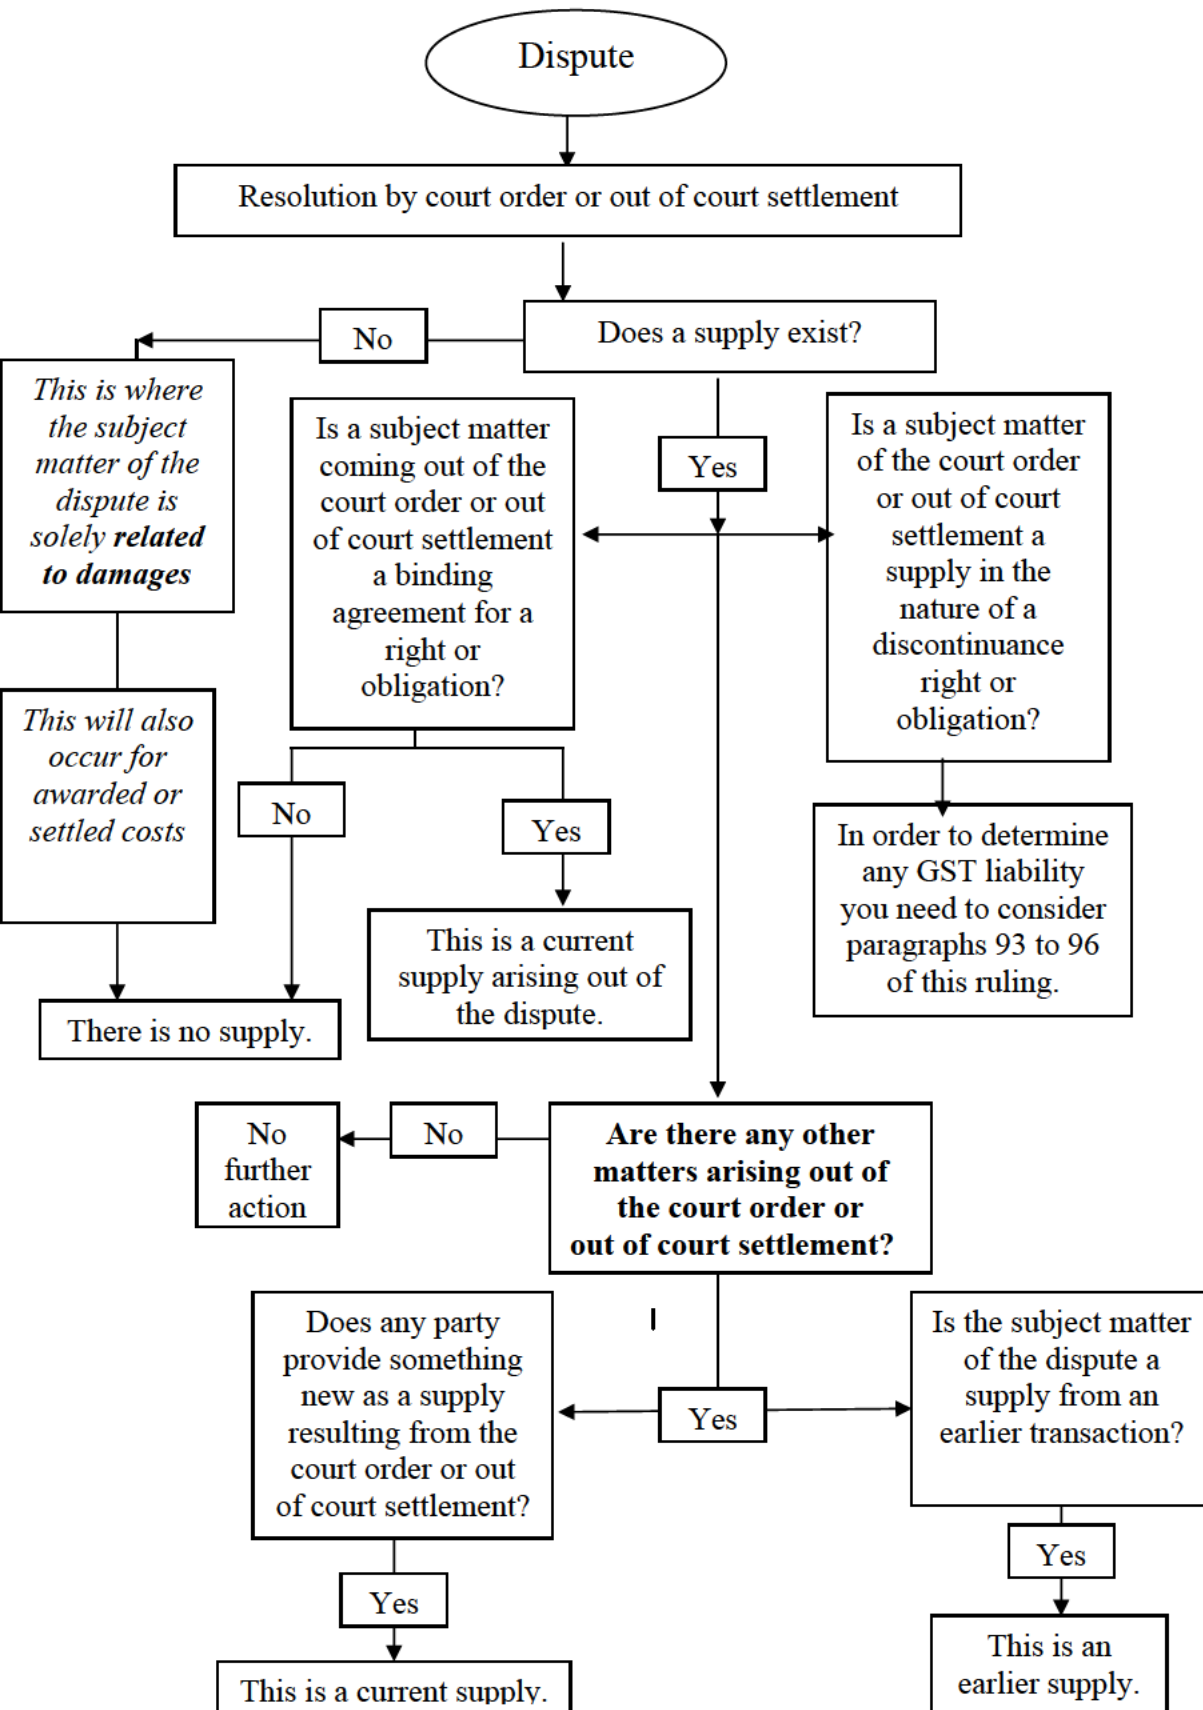 Dispute
Resolution by court order or out of court settlement
Does a supply exist?
No
This is where
the subject
matter of the
dispute is
solely related
to damages
Is a subject matter
coming out of the
court order or out
of court settlement
a binding
agreement for a
right or
obligation?
Yes
Is a subject matter
of the court order
or out of court
settlement a
supply in the
nature of a
discontinuance
right or
obligation?
This will also
occur for
awarded or
settled costs
No
Yes
In order to determine
any GST liability
you need to consider
paragraphs 93 to 96
of this ruling.
This is a current
supply arising out of
the dispute.
There is no supply.
No
further
action
No
Are there any other
matters arising out of
the court order or
out of court settlement?
Does any party
provide something
new as a supply
resulting from the
court order or out
of court settlement?
Yes
Is the subject matter
of the dispute a
supply from an
earlier transaction?
Yes
Yes
This is a current supply.
This is an
earlier supply.